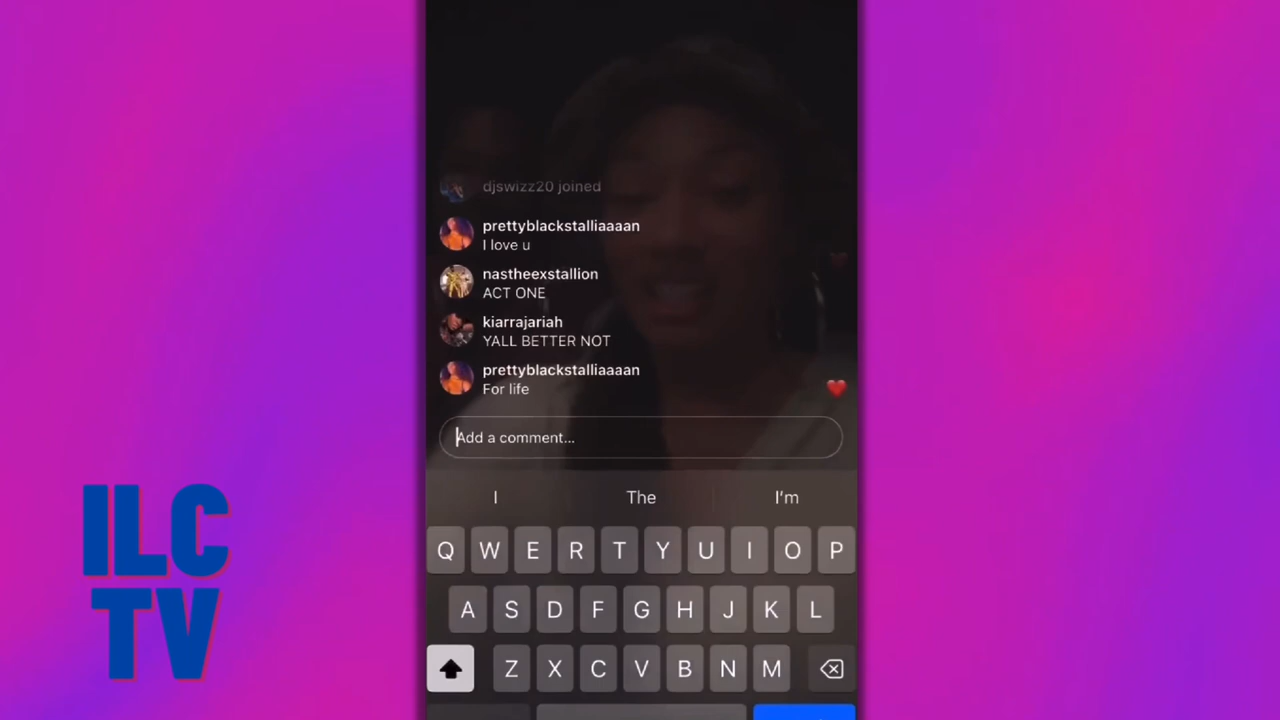 djswizz20 joined
prettyblackstalliaaaan
I love u
nastheexstallion
ACT ONE
kiarrajariah
YALL BETTER NOT
prettyblackstalliaaaan
For life
Add a comment...
I The I'm
Q W E R T Y U I O P
A S D F G H J K L
Z X C V B N M
ILC
TV